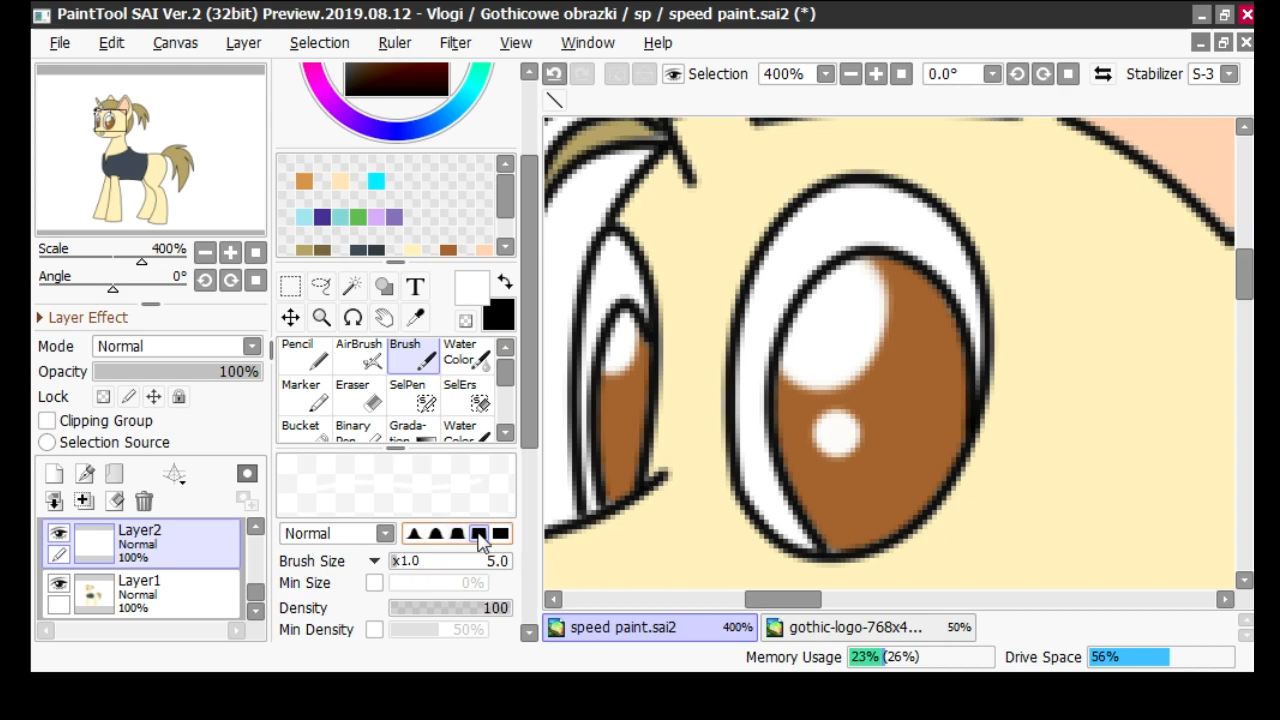 PaintTool SAI Ver.2 (32bit) Preview.2019.08.12 - Vlogi / Gothicowe obrazki / sp / speed paint.sai2 (*)
File Edit Canvas Layer Selection Ruler Filter View Window Help
Selection 400% 0.0° Stabilizer S-3
Scale 400%
Angle 0°
Layer Effect
Mode Normal
Opacity 100%
Lock
Clipping Group
Selection Source
Layer2
Normal
100%
Layer1
Normal
100%
T
Pencil AirBrush Brush Water Color
Marker Eraser SelPen SelErs
Bucket Binary Pen Grada-tion Water Color
Normal
Brush Size x1.0 5.0
Min Size 0%
Density 100
Min Density 50%
speed paint.sai2 400% gothic-logo-768x4... 50%
Memory Usage 23% (26%) Drive Space 56%